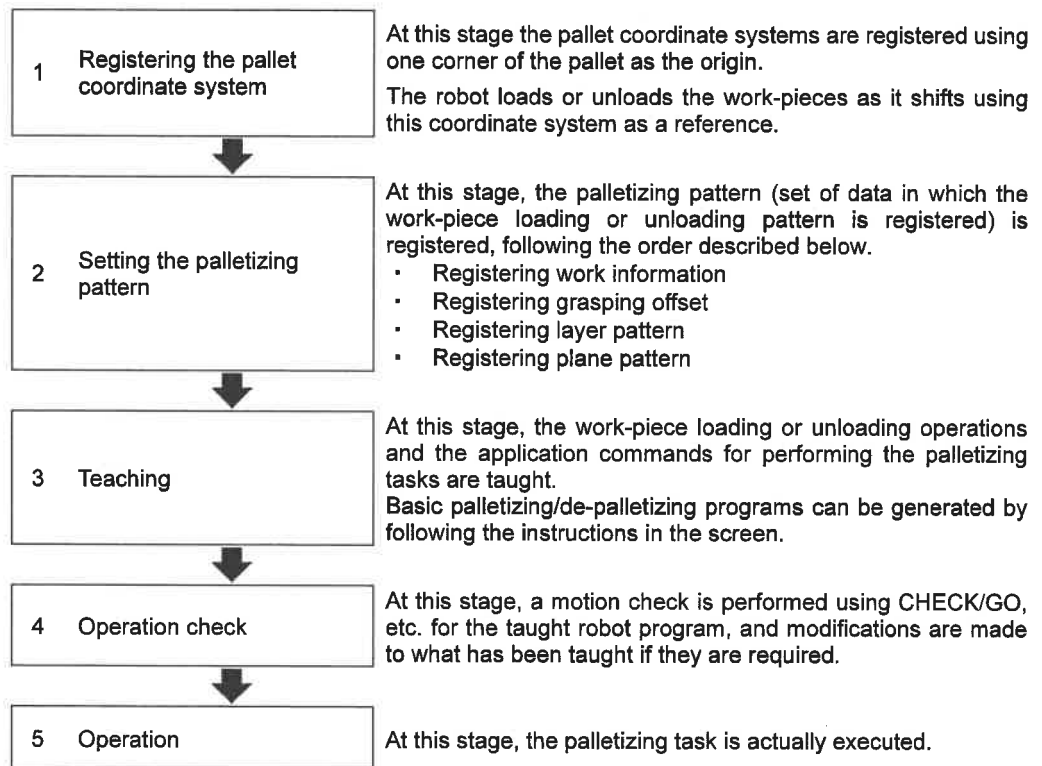 1 Registering the pallet
coordinate system
At this stage the pallet coordinate systems are registered using
one corner of the pallet as the origin.
The robot loads or unloads the work-pieces as it shifts using
this coordinate system as a reference.
2 Setting the palletizing
pattern
At this stage, the palletizing pattern (set of data in which the
work-piece loading or unloading pattern is registered) is
registered, following the order described below.
・ Registering work information
・ Registering grasping offset
・ Registering layer pattern
・ Registering plane pattern
3 Teaching
At this stage, the work-piece loading or unloading operations
and the application commands for performing the palletizing
tasks are taught.
Basic palletizing/de-palletizing programs can be generated by
following the instructions in the screen.
4 Operation check
At this stage, a motion check is performed using CHECK/GO,
etc. for the taught robot program, and modifications are made
to what has been taught if they are required.
5 Operation
At this stage, the palletizing task is actually executed.